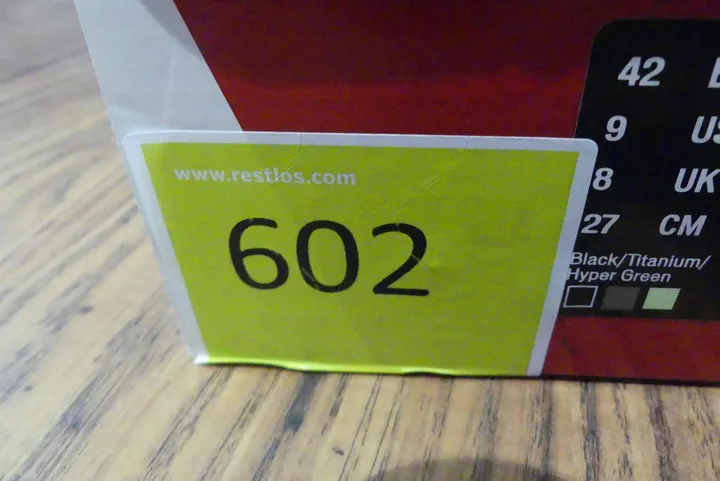 www.restlos.com
602
42 E
9 US
8 UK
27 CM
Black/Titanium/
Hyper Green